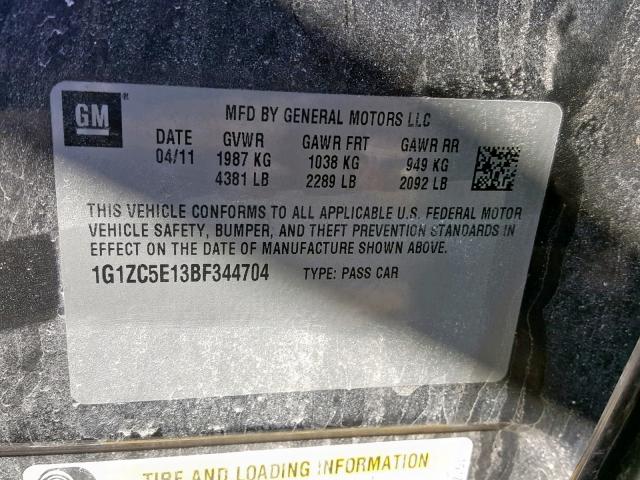 GM ®
MFD BY GENERAL MOTORS LLC
DATE GVWR GAWR FRT GAWR RR
04/11 1987 KG 1038 KG 949 KG
4381 LB 2289 LB 2092 LB
THIS VEHICLE CONFORMS TO ALL APPLICABLE U.S. FEDERAL MOTOR
VEHICLE SAFETY, BUMPER, AND THEFT PREVENTION STANDARDS IN
EFFECT ON THE DATE OF MANUFACTURE SHOWN ABOVE.
1G1ZC5E13BF344704 TYPE: PASS CAR
TIRE AND LOADING INFORMATION